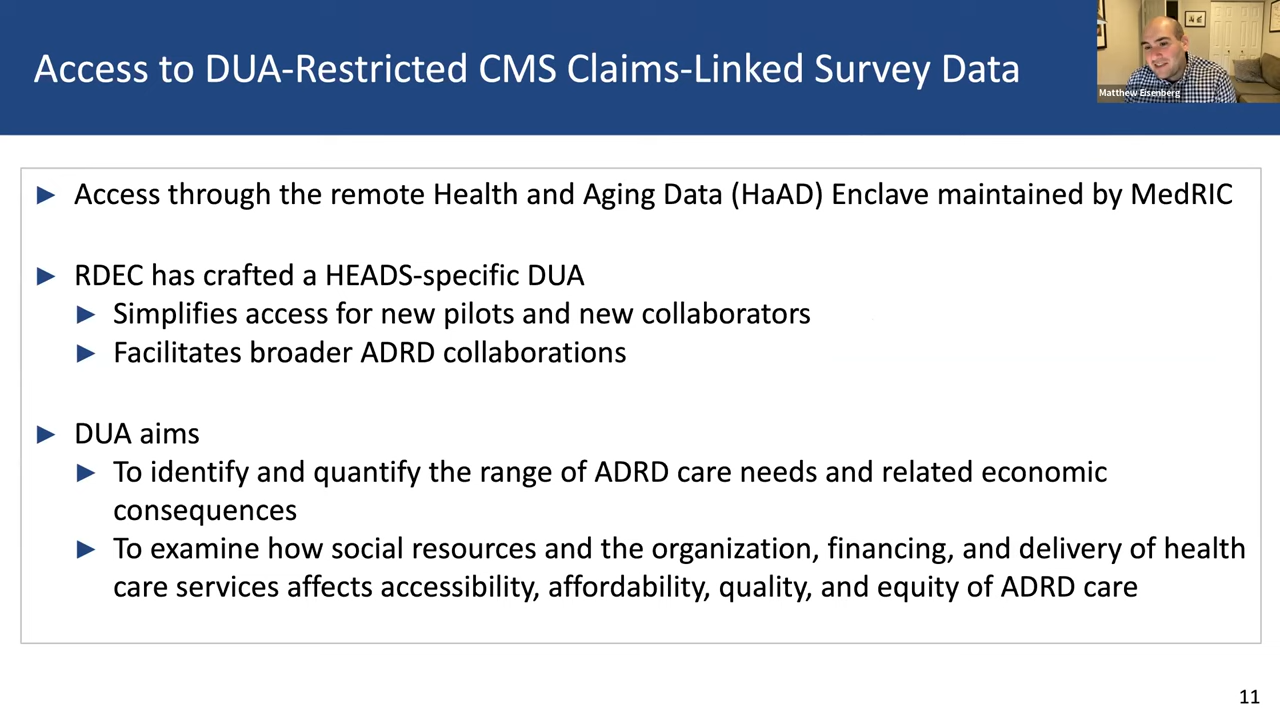 Access to DUA-Restricted CMS Claims-Linked Survey Data
Matthew Eisenberg
► Access through the remote Health and Aging Data (HaAD) Enclave maintained by MedRIC
► RDEC has crafted a HEADS-specific DUA
► Simplifies access for new pilots and new collaborators
► Facilitates broader ADRD collaborations
► DUA aims
► To identify and quantify the range of ADRD care needs and related economic
consequences
► To examine how social resources and the organization, financing, and delivery of health
care services affects accessibility, affordability, quality, and equity of ADRD care
11